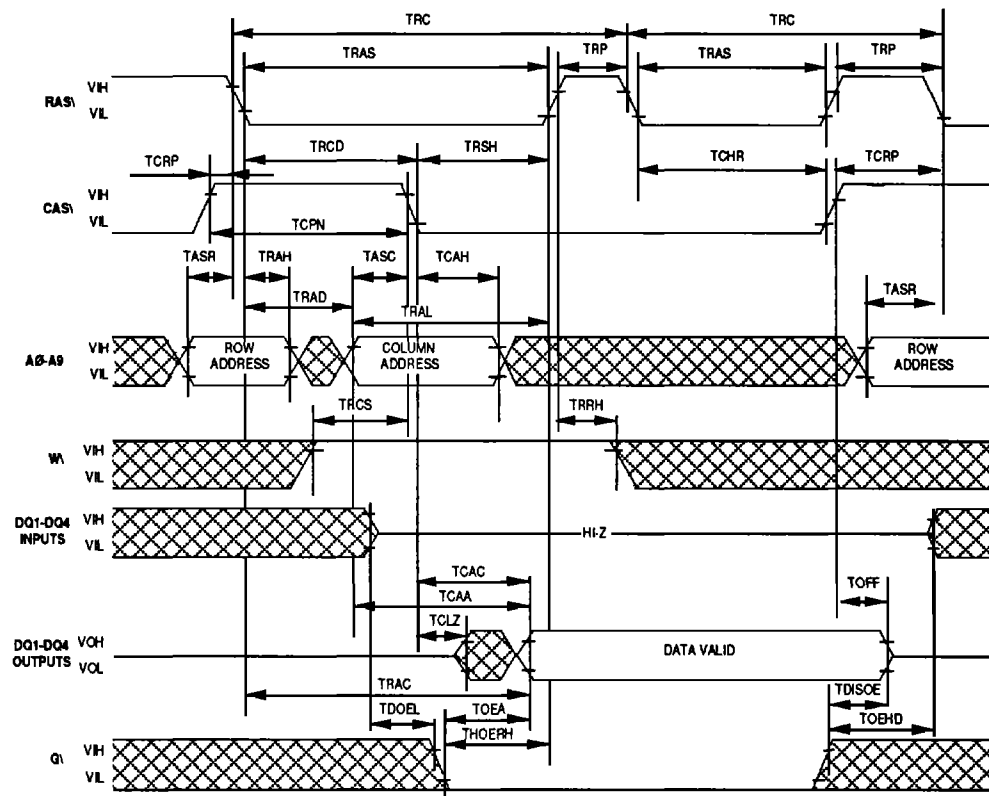 TRC TRC
TRAS TRP TRAS TRP
VIH
RAS\
VIL
TRCD TRSH TCHR TCRP
TCRP
VIH
CAS\
VIL
TCPN
TASR TRAH TASC TCAH
TRAD TASR
TRAL
VIH ROW COLUMN ROW
AØ-A9
VIL ADDRESS ADDRESS ADDRESS
TRCS TRRH
VIH
W\
VIL
DQ1-DQ4 VIH
INPUTS VIL
HI-Z
TCAC
TCAA TOFF
TCLZ
DQ1-DQ4 VOH
OUTPUTS VOL
DATA VALID
TRAC TDISOE
TDOEL TOEA TOEHD
THOERH
VIH
G\
VIL